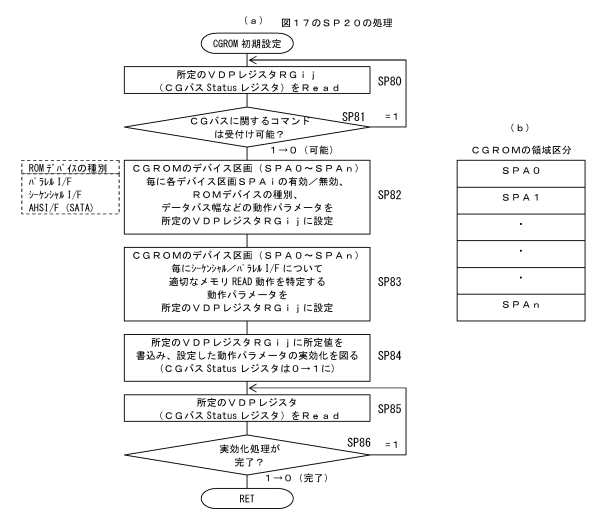 (a) 図17のSP20の処理
CGROM 初期設定
所定のVDPレジスタRGij
(CGバス Status レジスタ) をRead
SP80
CGバスに関するコマンド
は受付け可能?
SP81
=1
1→0 (可能)
ROM デバイスの種別
パラレル I/F
シーケンシャル I/F
AHSI/F (SATA)
CGROMのデバイス区画 (SPA0~SPAn)
毎に各デバイス区画SPAiの有効/無効、
ROMデバイスの種別、
データバス幅などの動作パラメータを
所定のVDPレジスタRGijに設定
SP82
CGROMのデバイス区画 (SPA0~SPAn)
毎にシーケンシャル/パラレル I/F について
適切なメモリ READ 動作を特定する
動作パラメータを
所定のVDPレジスタRGijに設定
SP83
所定のVDPレジスタRGijに所定値を
書込み、設定した動作パラメータの実効化を図る
(CGバス Status レジスタは0→1に)
SP84
所定のVDPレジスタ
(CGバス Status レジスタ) をRead
SP85
実効化処理が
完了?
SP86
=1
1→0 (完了)
RET
(b)
CGROMの領域区分
SPA0
SPA1
・
・
・
SPAn